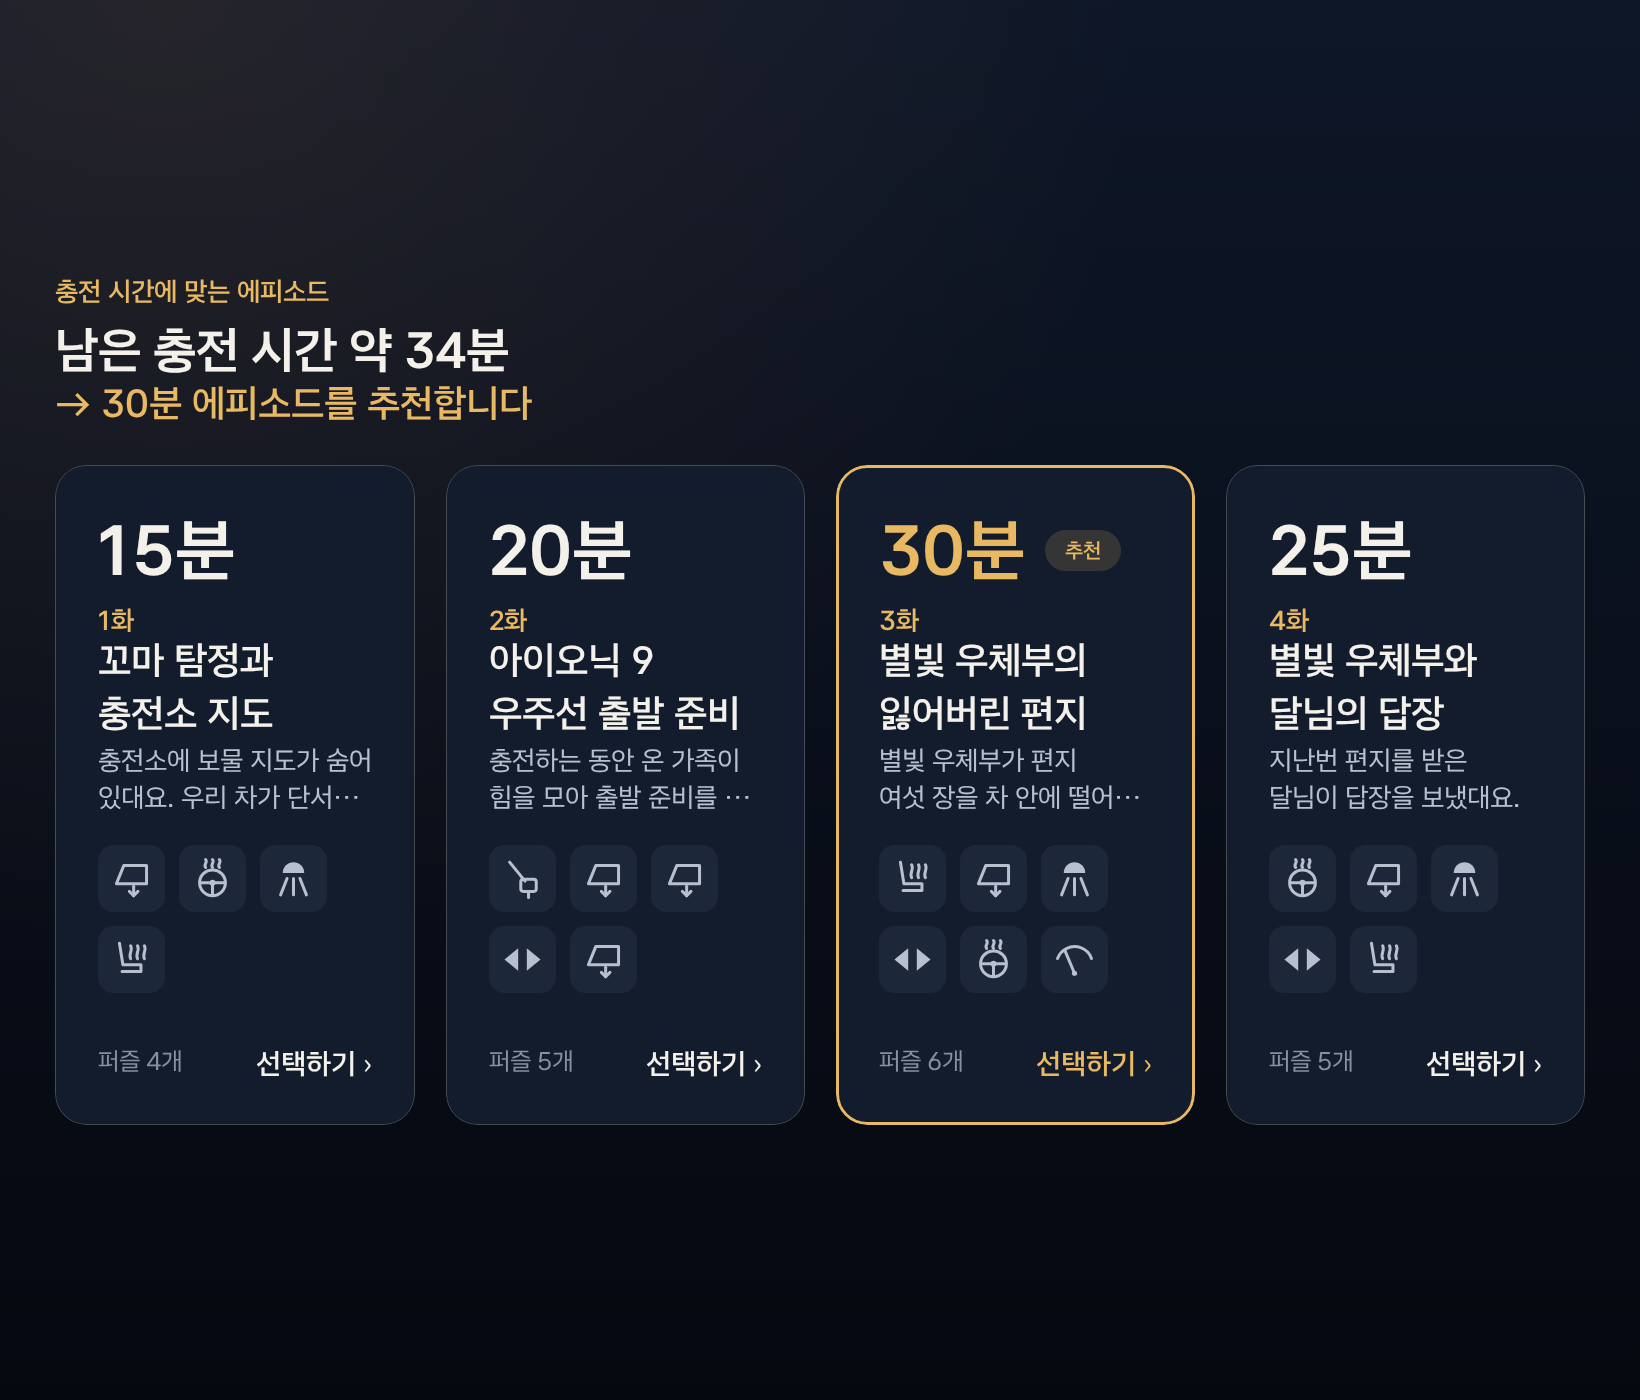 충전 시간에 맞는 에피소드
남은 충전 시간 약 34분
→ 30분 에피소드를 추천합니다
15분
1화
꼬마 탐정과
충전소 지도
충전소에 보물 지도가 숨어
있대요. 우리 차가 단서…
퍼즐 4개
선택하기 ›
20분
2화
아이오닉 9
우주선 출발 준비
충전하는 동안 온 가족이
힘을 모아 출발 준비를 …
퍼즐 5개
선택하기 ›
30분
추천
3화
별빛 우체부의
잃어버린 편지
별빛 우체부가 편지
여섯 장을 차 안에 떨어…
퍼즐 6개
선택하기 ›
25분
4화
별빛 우체부와
달님의 답장
지난번 편지를 받은
달님이 답장을 보냈대요.
퍼즐 5개
선택하기 ›